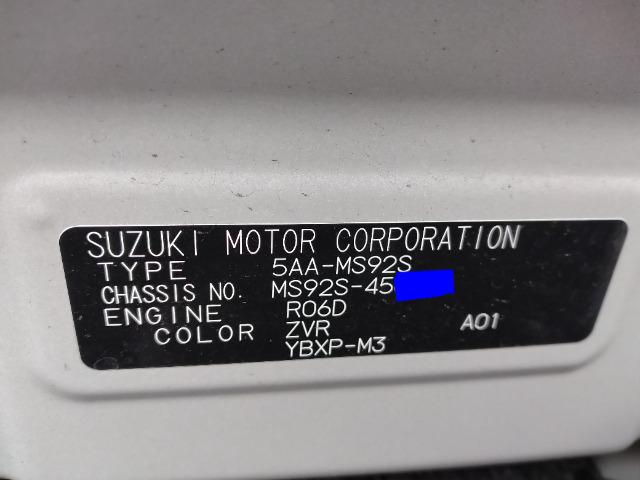 SUZUKI MOTOR CORPORATION
TYPE 5AA-MS92S
CHASSIS NO. MS92S-45
ENGINE R06D
COLOR ZVR A01
YBXP-M3